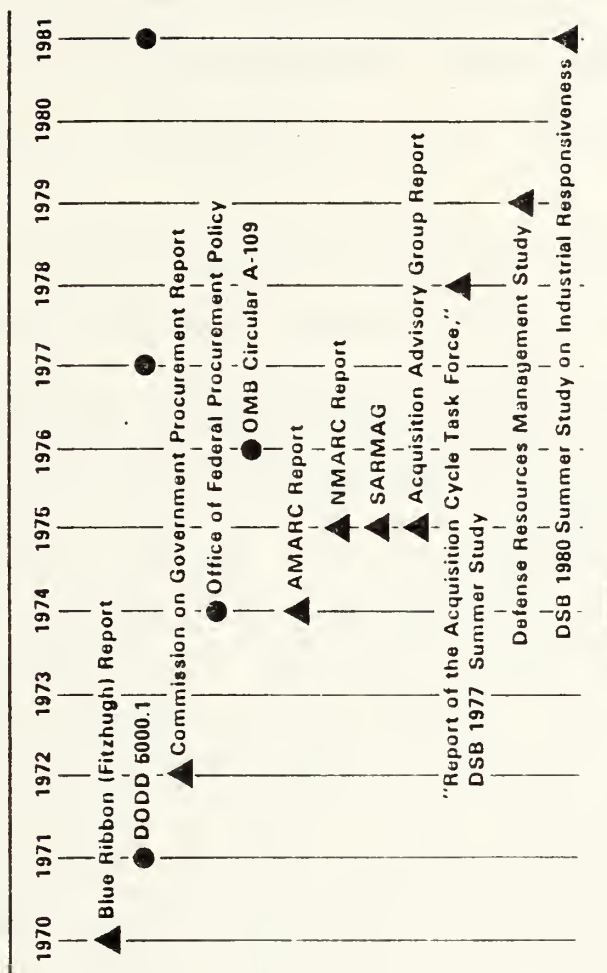 1970 1971 1972 1973 1974 1975 1976 1977 1978 1979 1980 1981
Blue Ribbon (Fitzhugh) Report
DODD 5000.1
Commission on Government Procurement Report
Office of Federal Procurement Policy
OMB Circular A-109
AMARC Report
NMARC Report
SARMAG
Acquisition Advisory Group Report
"Report of the Acquisition Cycle Task Force,"
DSB 1977 Summer Study
Defense Resources Management Study
DSB 1980 Summer Study on Industrial Responsiveness